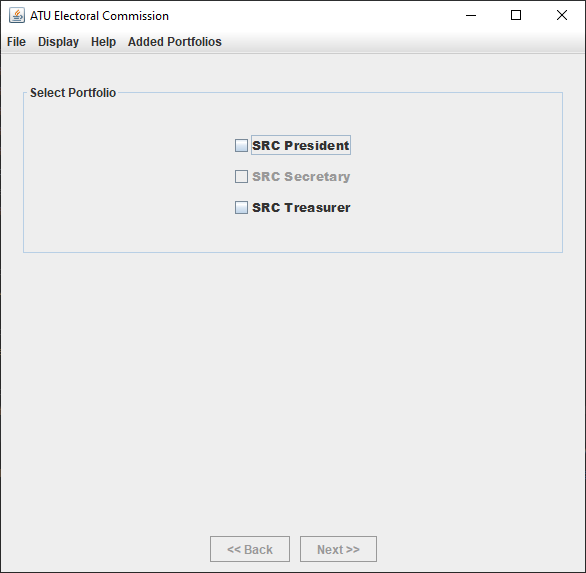 ATU Electoral Commission
File Display Help Added Portfolios
Select Portfolio
SRC President
SRC Secretary
SRC Treasurer
<< Back Next >>